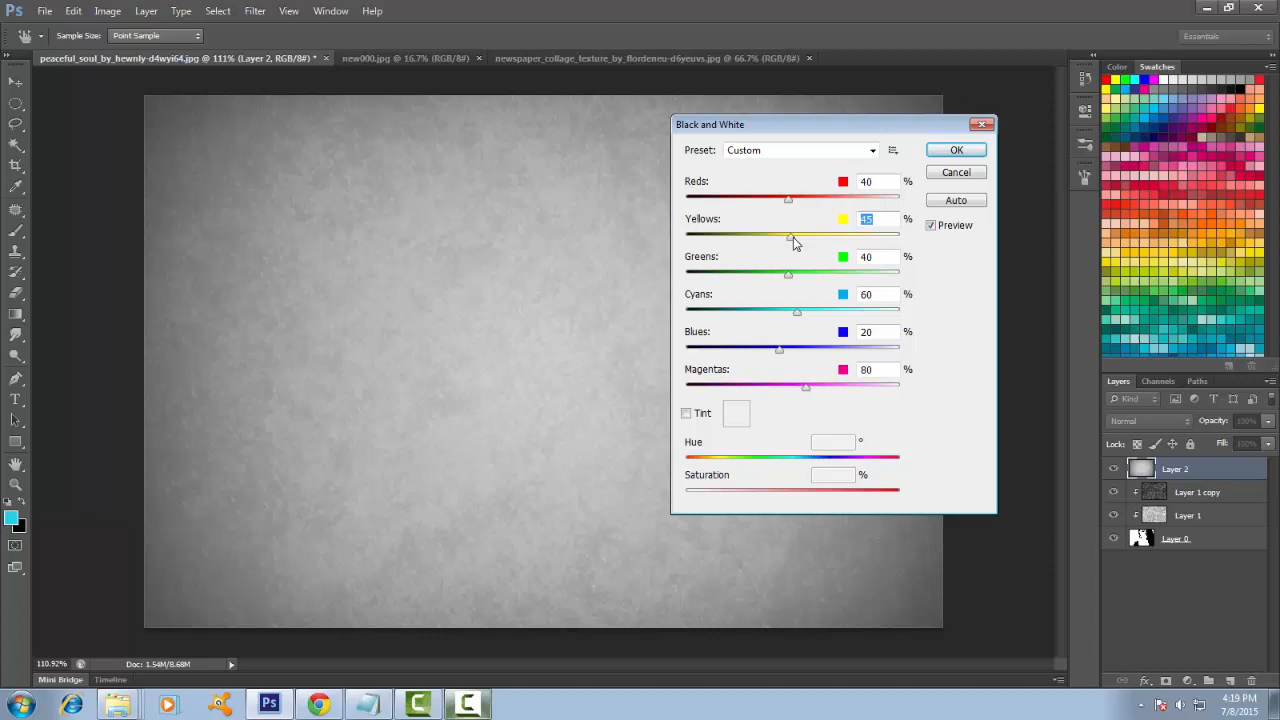 Ps File Edit Image Layer Type Select Filter View Window Help
Sample Size: Point Sample Essentials
peaceful_soul_by_hewnly-d4wyi64.jpg @ 111% (Layer 2, RGB/8#) * × new000.jpg @ 16.7% (RGB/8#) × newspaper_collage_texture_by_flordeneu-d6yeuvs.jpg @ 66.7% (RGB/8#) ×
Color Swatches
Black and White
Preset: Custom OK
Cancel
Reds: 40 %
Auto
Yellows: 45 %
Preview
Greens: 40 %
Cyans: 60 %
Blues: 20 %
Magentas: 80 %
Tint
Hue °
Saturation %
Layers Channels Paths
Kind
Normal Opacity: 100%
Lock: Fill: 100%
Layer 2
Layer 1 copy
Layer 1
Layer 0
110.92% Doc: 1.54M/8.68M
Mini Bridge Timeline
Ps
4:19 PM
7/8/2015